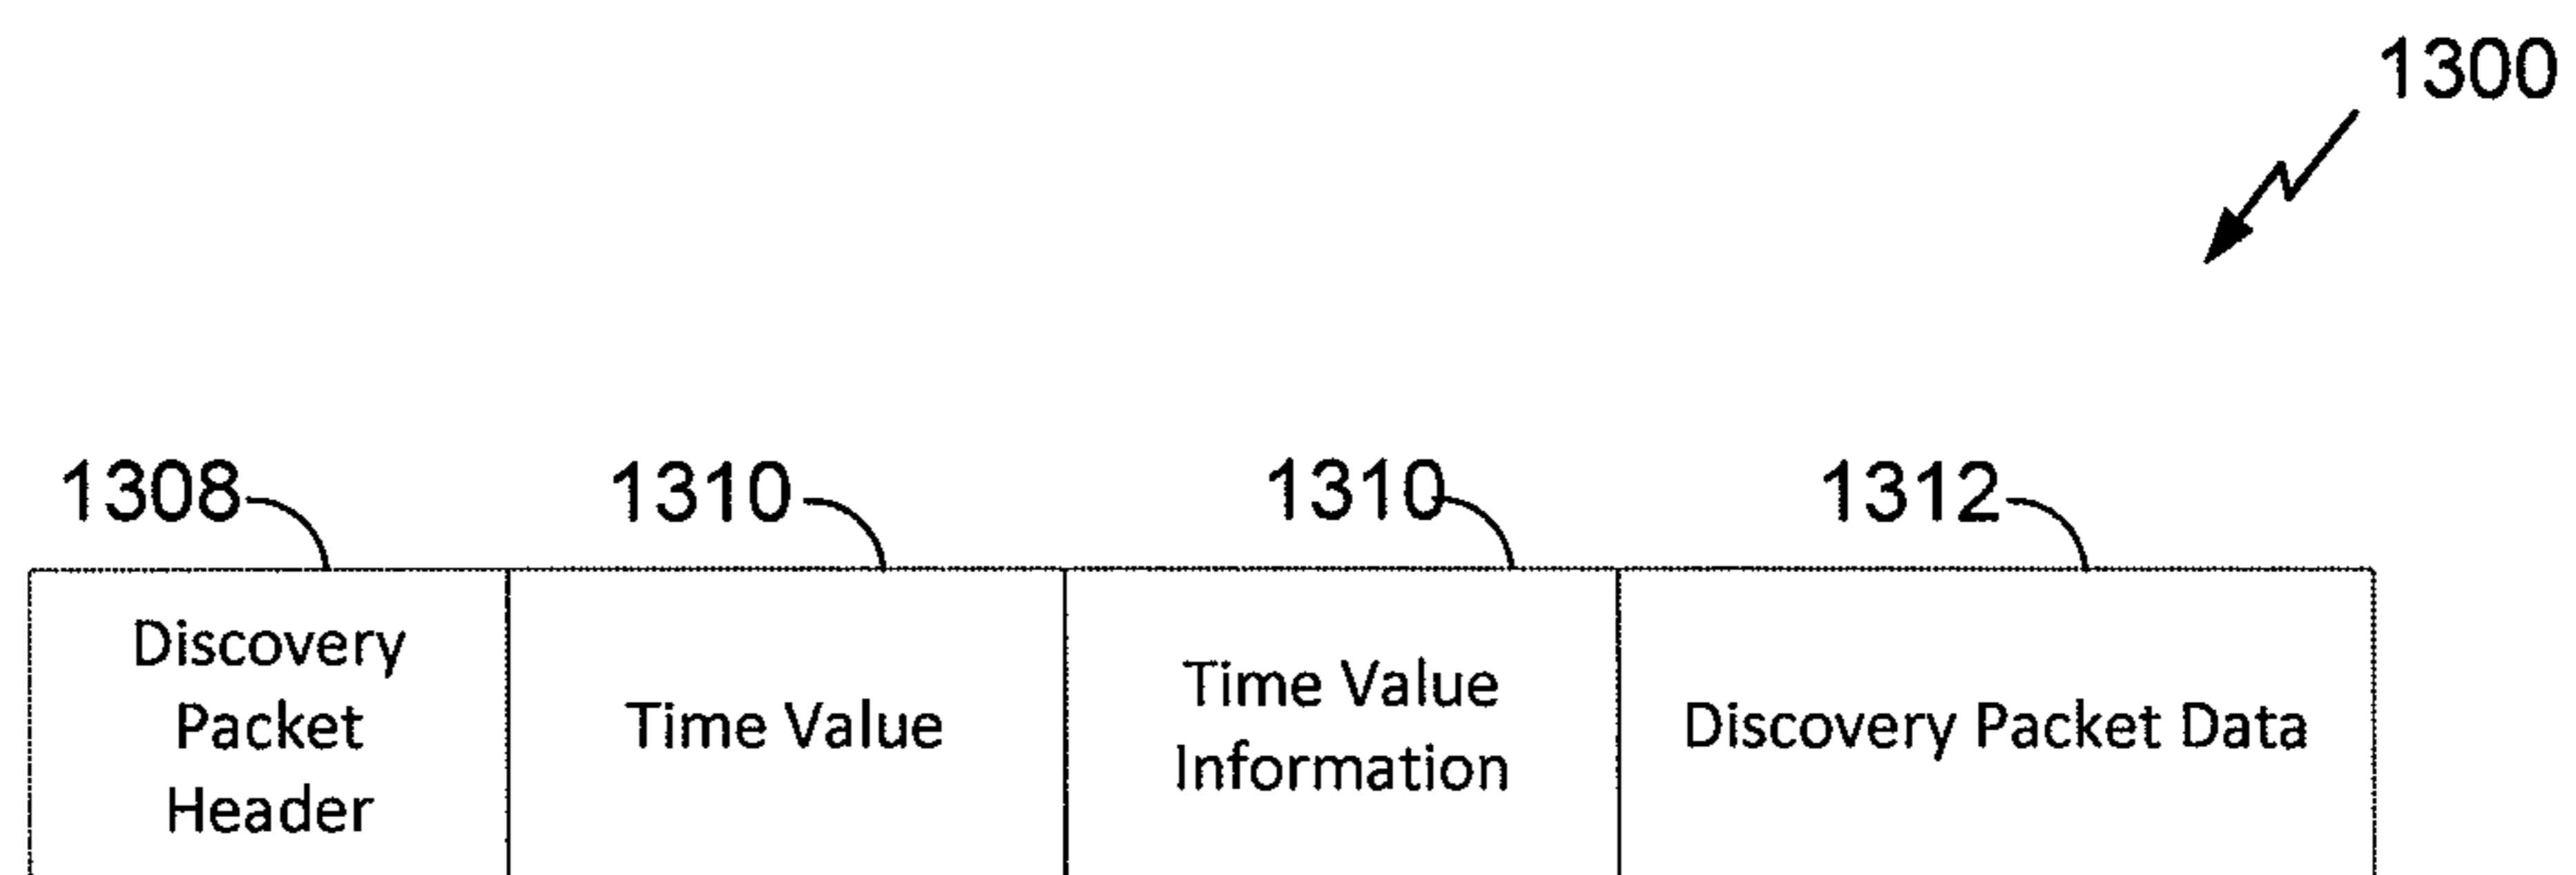 1300
1308
1310
1310
1312
Discovery
Packet
Header
Time Value
Time Value
Information
Discovery Packet Data